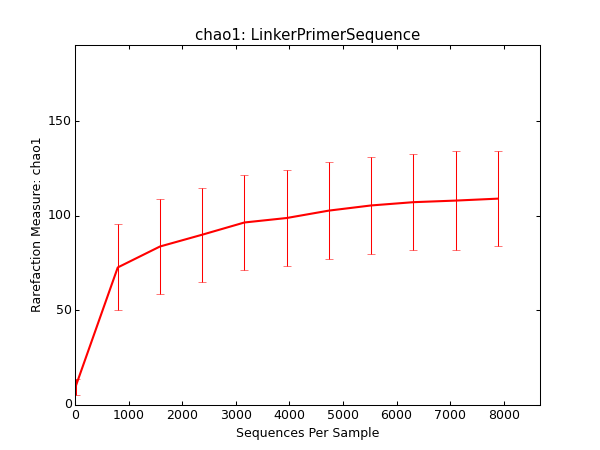 chao1: LinkerPrimerSequence
Rarefaction Measure: chao1
150
100
50
0
0 1000 2000 3000 4000 5000 6000 7000 8000
Sequences Per Sample